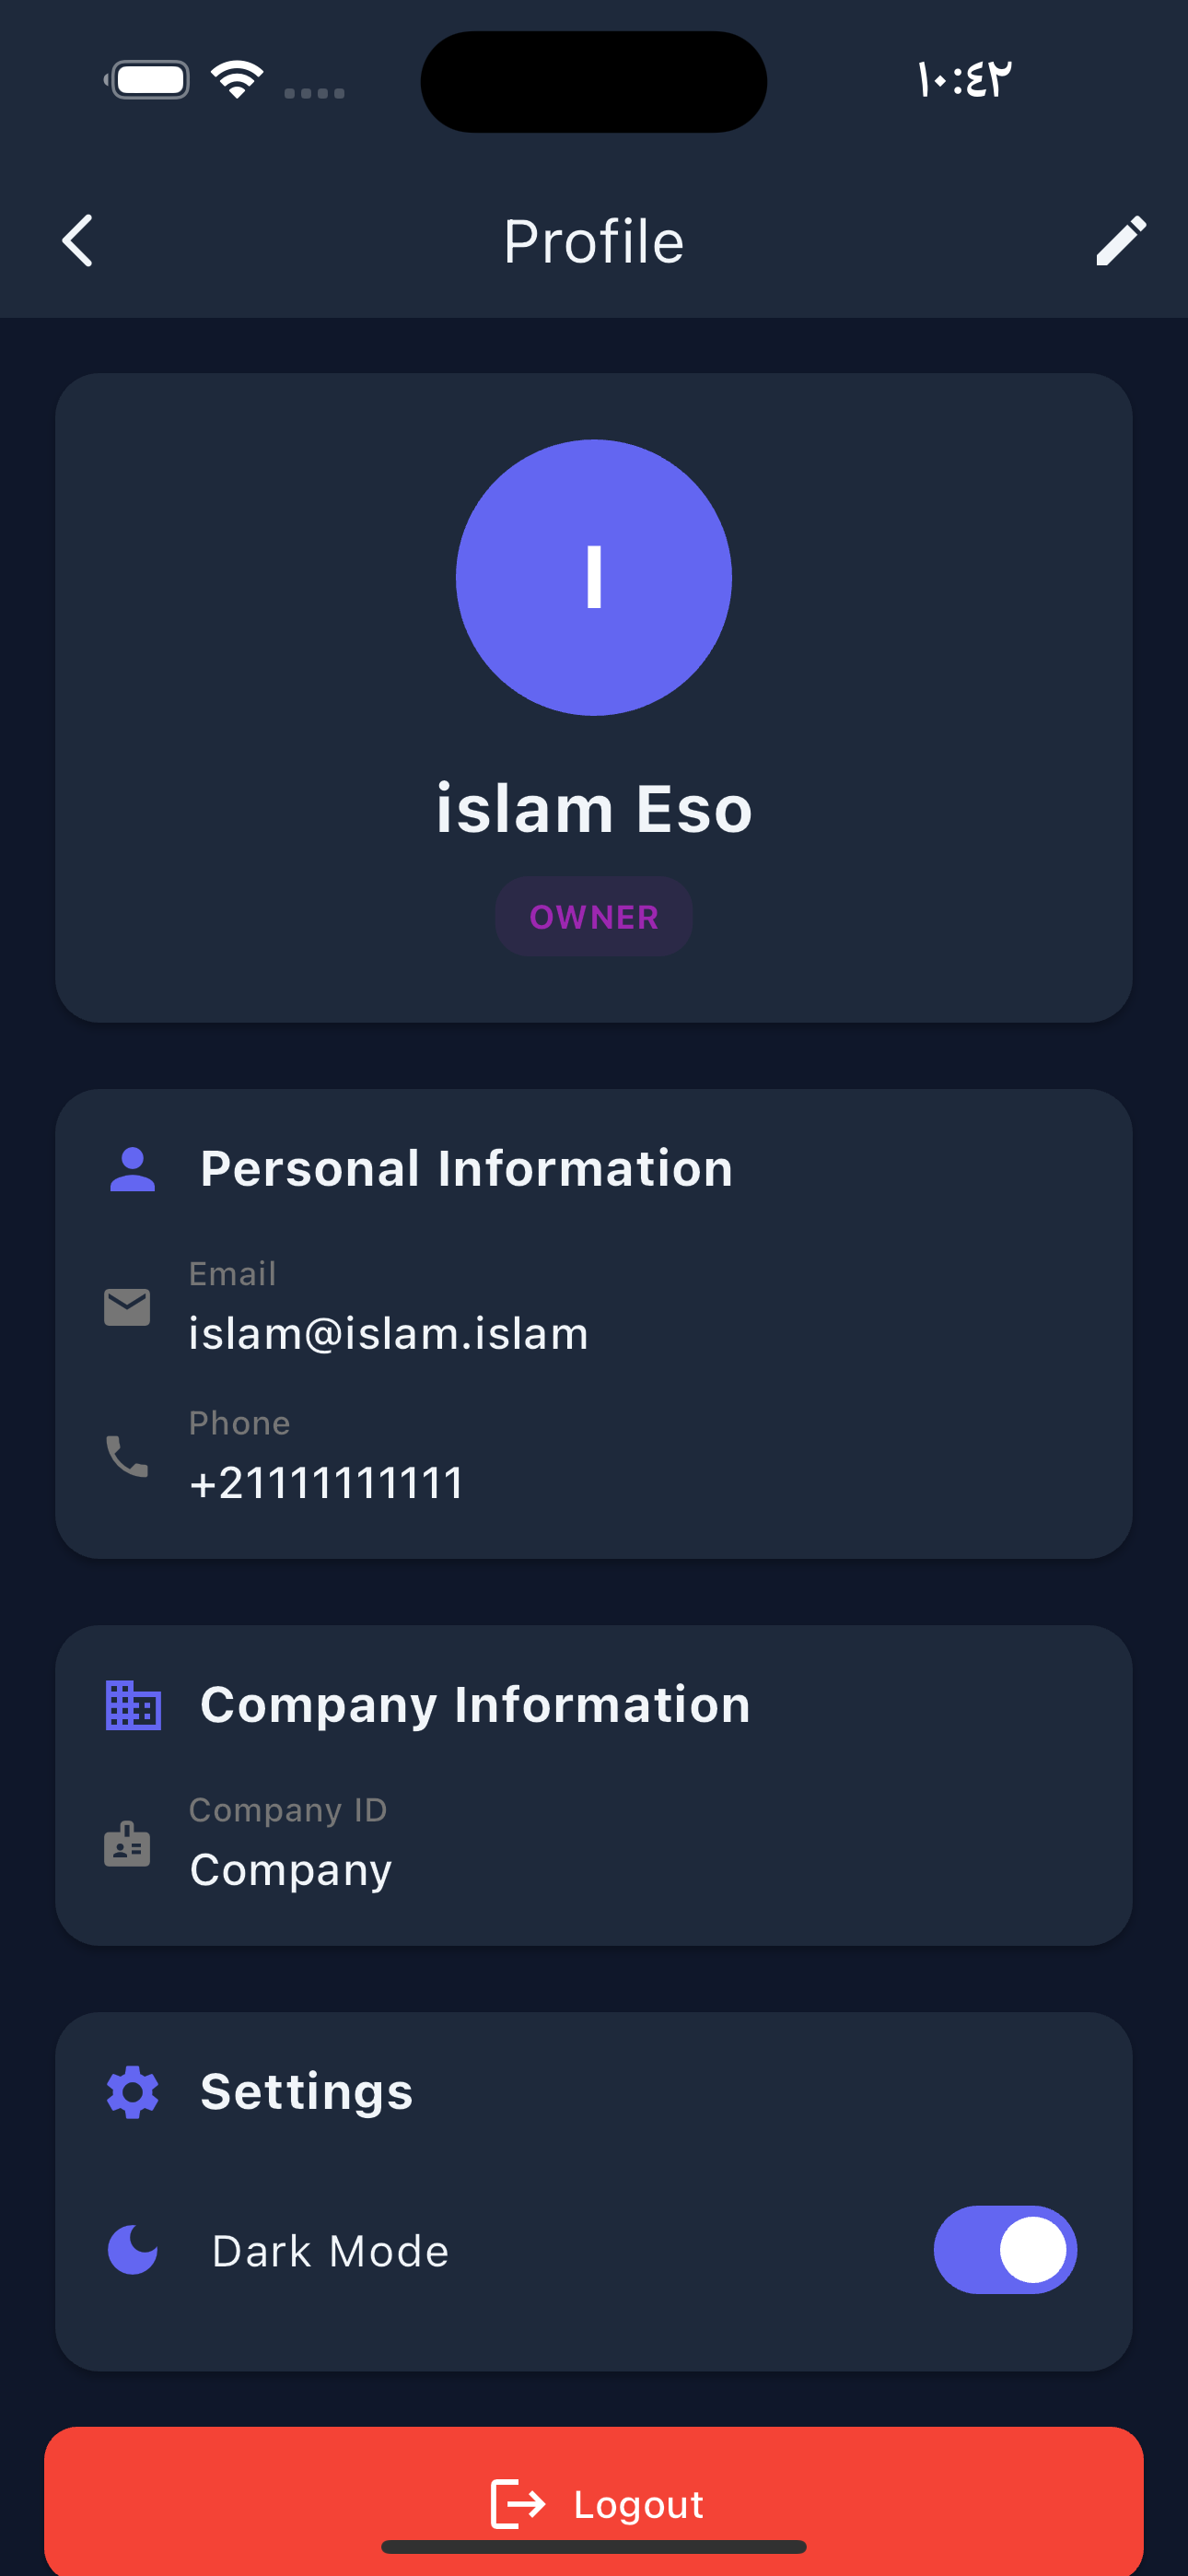 ١٠:٤٢
Profile
I
islam Eso
OWNER
Personal Information
Email
islam@islam.islam
Phone
+21111111111
Company Information
Company ID
Company
Settings
Dark Mode
Logout